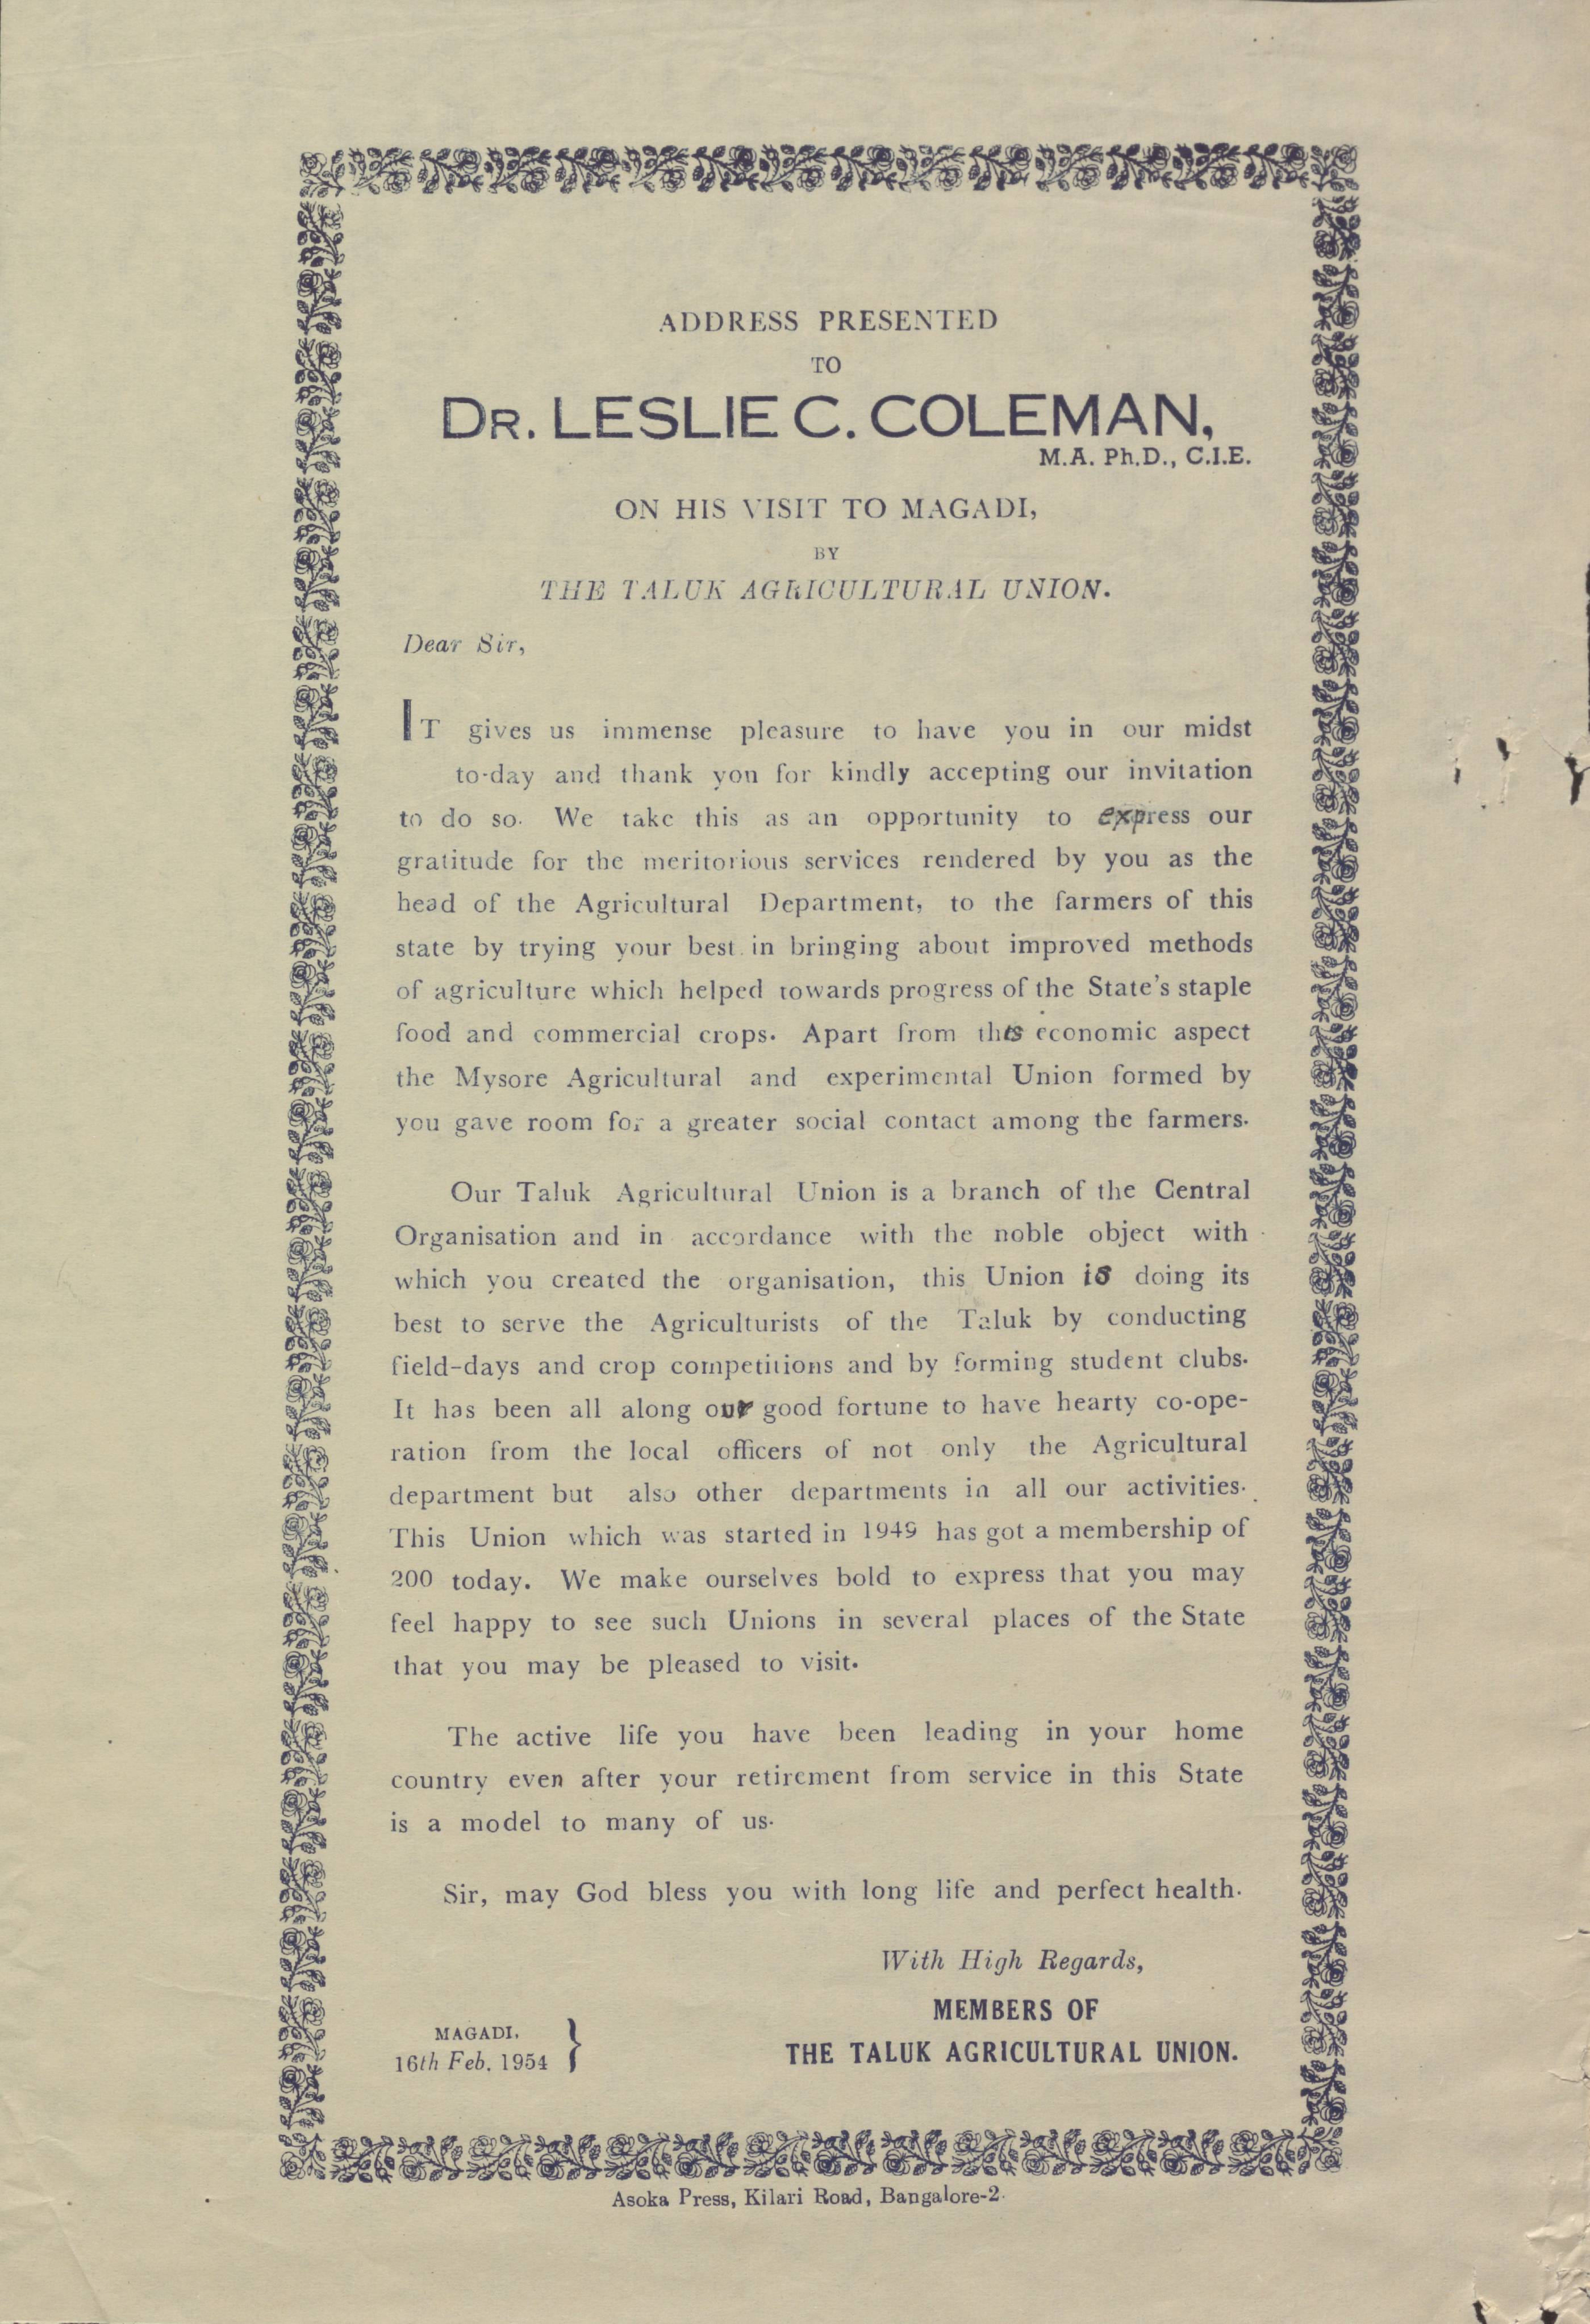 ADDRESS PRESENTED
TO
DR. LESLIE C. COLEMAN,
M.A. Ph.D., C.I.E.
ON HIS VISIT TO MAGADI,
BY
THE TALUK AGRICULTURAL UNION.
Dear Sir,
IT gives us immense pleasure to have you in our midst
to-day and thank you for kindly accepting our invitation
to do so. We take this as an opportunity to express our
gratitude for the meritorious services rendered by you as the
head of the Agricultural Department, to the farmers of this
state by trying your best in bringing about improved methods
of agriculture which helped towards progress of the State's staple
food and commercial crops. Apart from this economic aspect
the Mysore Agricultural and experimental Union formed by
you gave room for a greater social contact among the farmers.
Our Taluk Agricultural Union is a branch of the Central
Organisation and in accordance with the noble object with
which you created the organisation, this Union is doing its
best to serve the Agriculturists of the Taluk by conducting
field-days and crop competitions and by forming student clubs.
It has been all along our good fortune to have hearty co-ope-
ration from the local officers of not only the Agricultural
department but also other departments in all our activities.
This Union which was started in 1949 has got a membership of
200 today. We make ourselves bold to express that you may
feel happy to see such Unions in several places of the State
that you may be pleased to visit.
The active life you have been leading in your home
country even after your retirement from service in this State
is a model to many of us.
Sir, may God bless you with long life and perfect health.
With High Regards,
MEMBERS OF
THE TALUK AGRICULTURAL UNION.
MAGADI,
16th Feb. 1954 }
Asoka Press, Kilari Road, Bangalore-2.